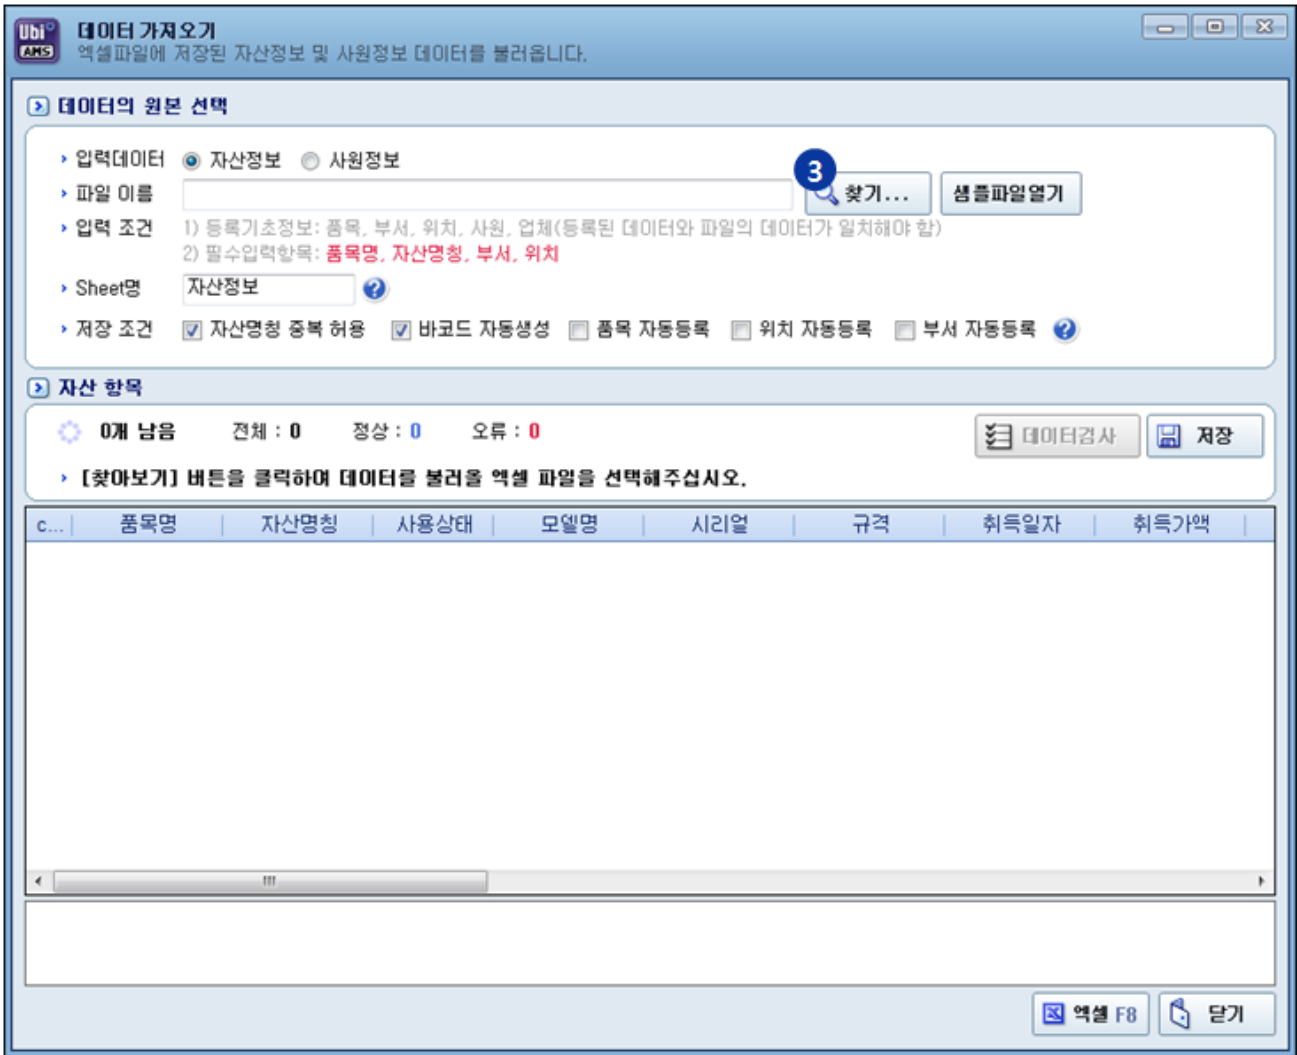 Ubi
AMS
데이터 가져오기
엑셀파일에 저장된 자산정보 및 사원정보 데이터를 불러옵니다.
데이터의 원본 선택
입력데이터 자산정보 사원정보
3
파일 이름 찾기... 샘플파일열기
입력 조건 1) 등록기초정보: 품목, 부서, 위치, 사원, 업체(등록된 데이터와 파일의 데이터가 일치해야 함)
2) 필수입력항목: 품목명, 자산명칭, 부서, 위치
Sheet명 자산정보 ?
저장 조건 자산명칭 중복 허용 바코드 자동생성 품목 자동등록 위치 자동등록 부서 자동등록 ?
자산 항목
0개 남음 전체 : 0 정상 : 0 오류 : 0 데이터검사 저장
[찾아보기] 버튼을 클릭하여 데이터를 불러올 엑셀 파일을 선택해주십시오.
c... 품목명 자산명칭 사용상태 모델명 시리얼 규격 취득일자 취득가액
엑셀 F8 닫기